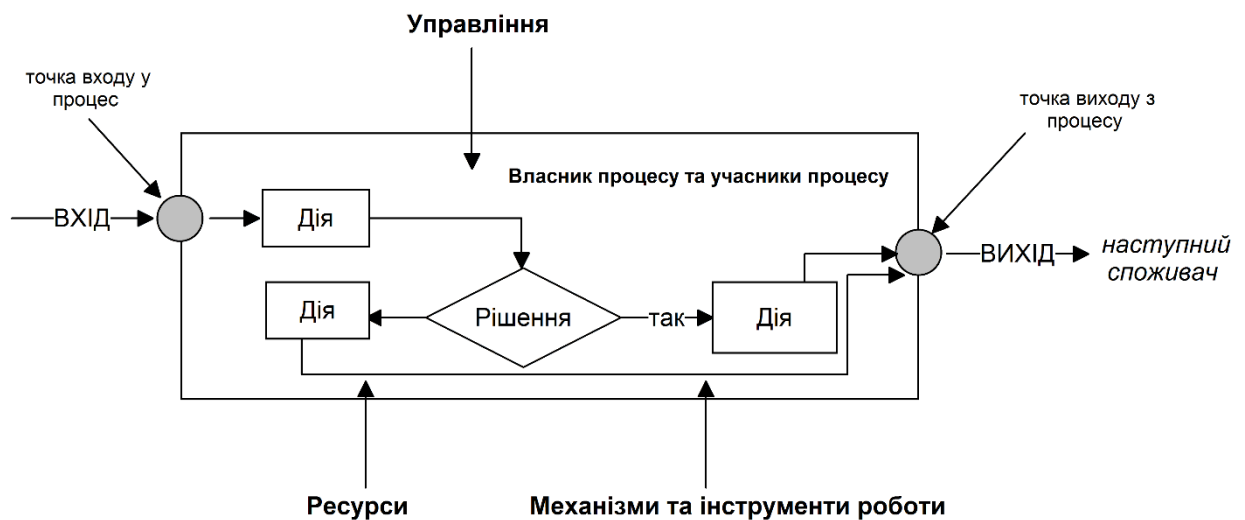 Управління
точка входу у
процес
точка виходу з
процесу
Власник процесу та учасники процесу
ВХІД
Дія
ВИХІД
наступний
споживач
Дія
Рішення
так
Дія
Ресурси
Механізми та інструменти роботи